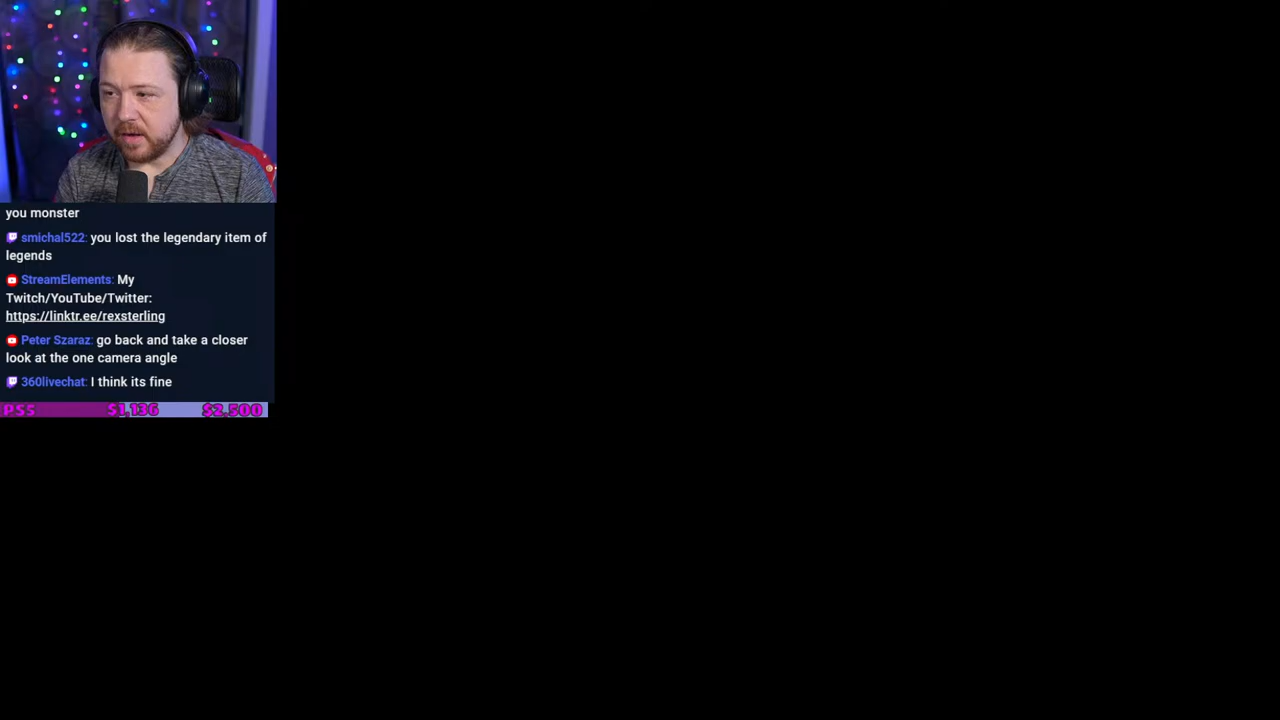 you monster
smichal522: you lost the legendary item of
legends
StreamElements: My
Twitch/YouTube/Twitter:
https://linktr.ee/rexsterling
Peter Szaraz: go back and take a closer
look at the one camera angle
360livechat: I think its fine
PS5 $1,136 $2,500